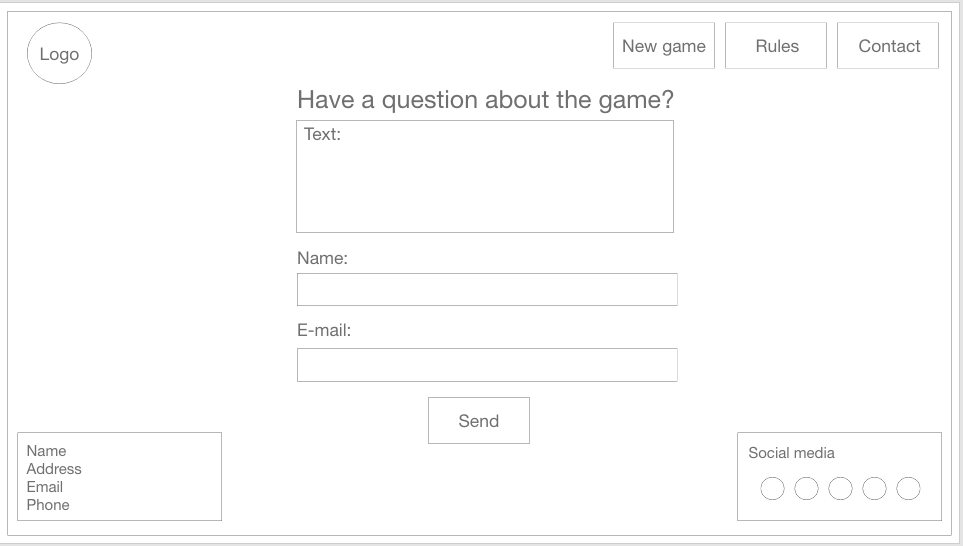 Logo
New game
Rules
Contact
Have a question about the game?
Text:
Name:
E-mail:
Send
Name
Address
Email
Phone
Social media